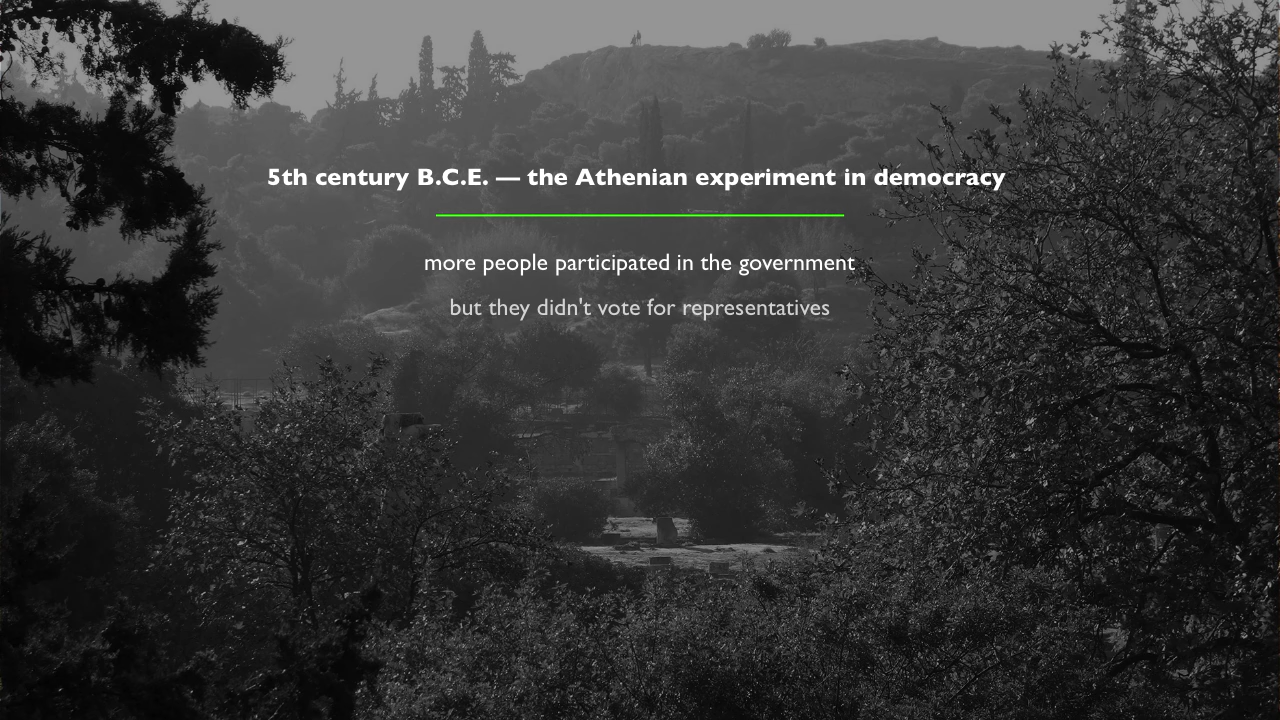 5th century B.C.E. — the Athenian experiment in democracy
more people participated in the government
but they didn't vote for representatives